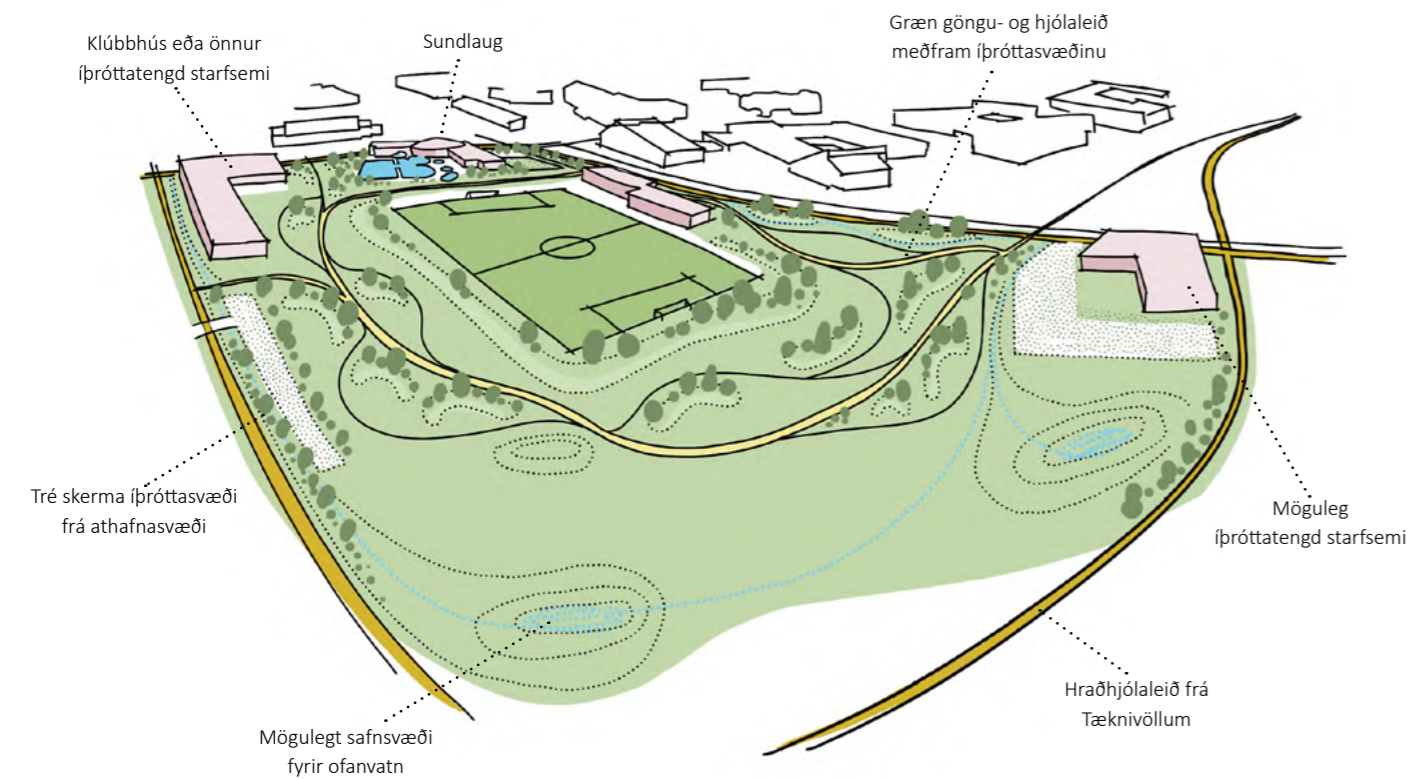 Klúbbhús eða önnur
íþróttatengd starfsemi
Sundlaug
Græn göngu- og hjólaleið
meðfram íþróttasvæðinu
Tré skerma íþróttasvæði
frá athafnasvæði
Möguleg
íþróttatengd starfsemi
Hraðhjólaleið frá
Tæknivöllum
Mögulegt safnsvæði
fyrir ofanvatn